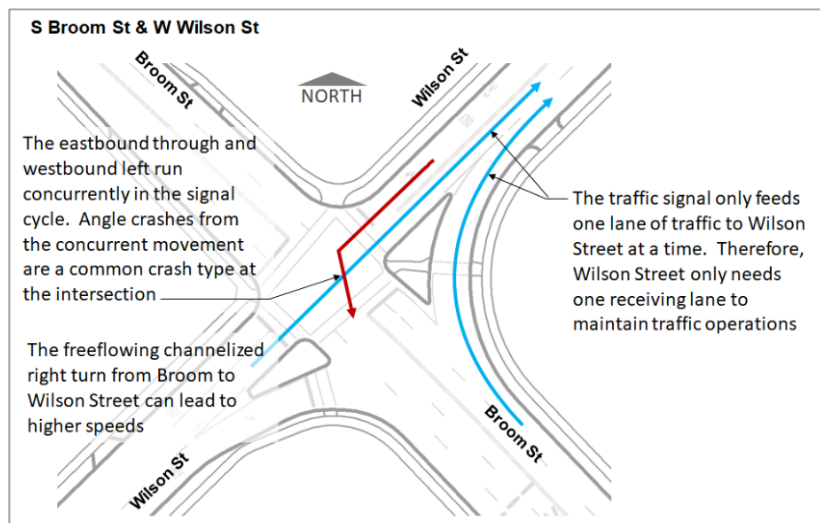 S Broom St & W Wilson St
Broom St
NORTH
Wilson St
The eastbound through and
westbound left run
concurrently in the signal
cycle. Angle crashes from
the concurrent movement
are a common crash type at
the intersection
The traffic signal only feeds
one lane of traffic to Wilson
Street at a time. Therefore,
Wilson Street only needs
one receiving lane to
maintain traffic operations
The freeflowing channelized
right turn from Broom to
Wilson Street can lead to
higher speeds
Broom St
Wilson St